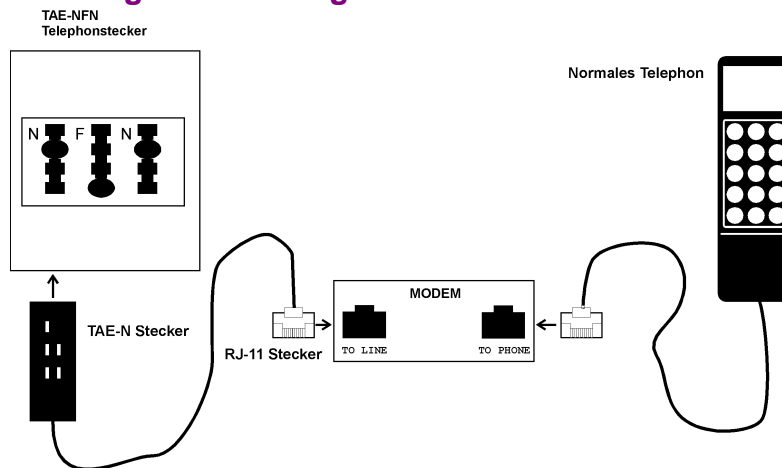 TAE-NFN
Telephonstecker
Normales Telephon
N F N
MODEM
TAE-N Stecker
RJ-11 Stecker
TO LINE
TO PHONE